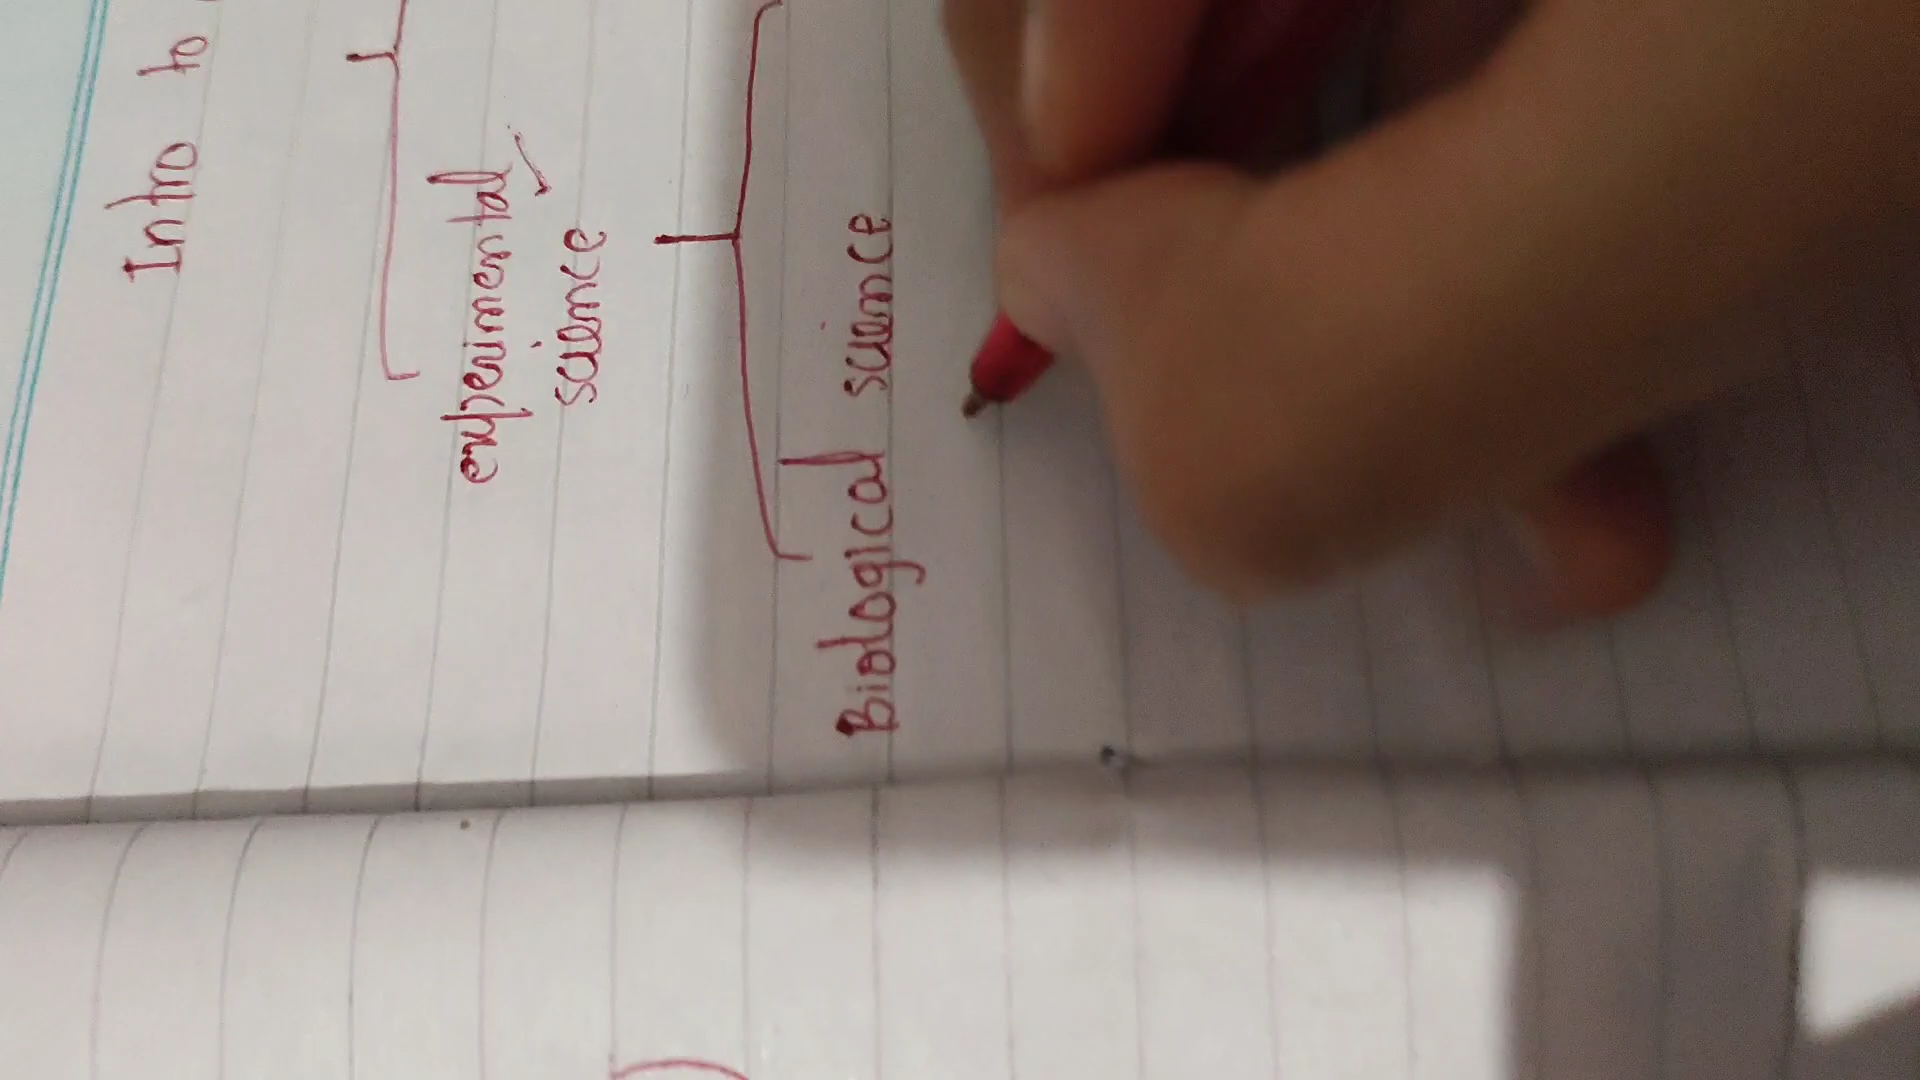 Intro to
experimental
science
Biological science